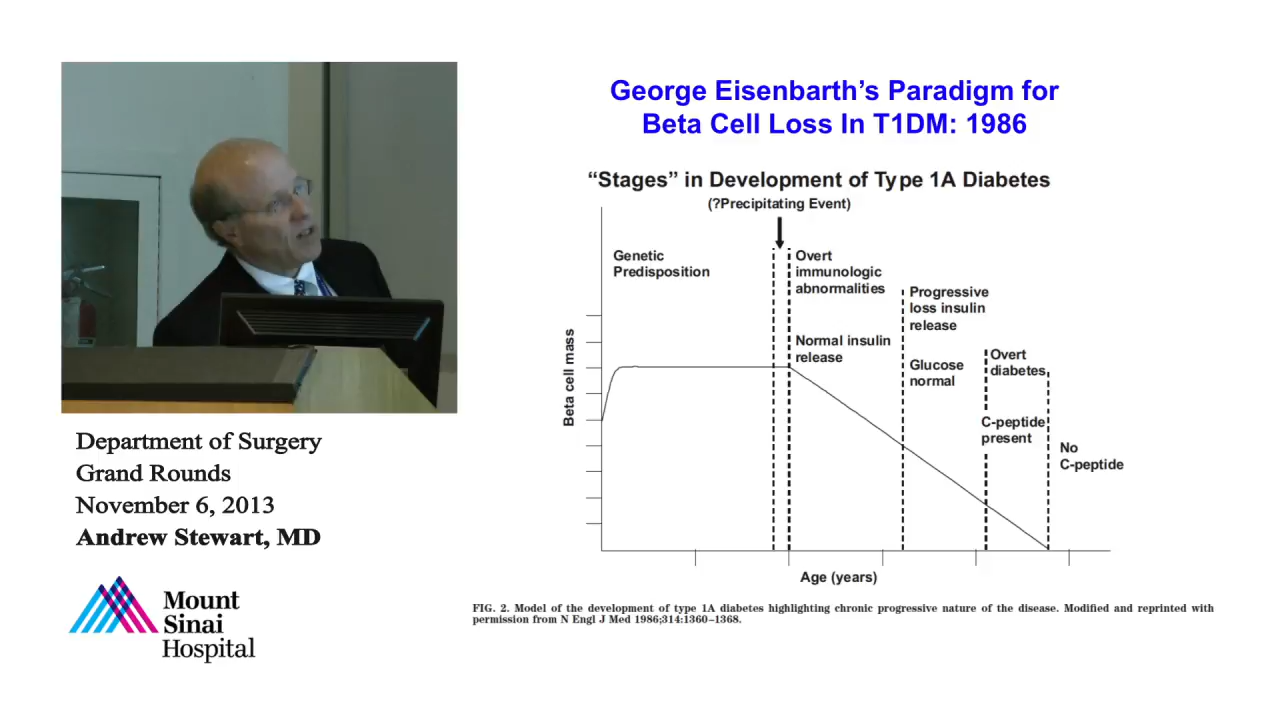 George Eisenbarth’s Paradigm for
Beta Cell Loss In T1DM: 1986
“Stages” in Development of Type 1A Diabetes
(?Precipitating Event)
Genetic
Predisposition
Overt
immunologic
abnormalities
Progressive
loss insulin
release
Normal insulin
release
Glucose
normal
Overt
diabetes
C-peptide
present
No
C-peptide
Beta cell mass
Age (years)
FIG. 2. Model of the development of type 1A diabetes highlighting chronic progressive nature of the disease. Modified and reprinted with
permission from N Engl J Med 1986;314:1360–1368.
Department of Surgery
Grand Rounds
November 6, 2013
Andrew Stewart, MD
Mount
Sinai
Hospital